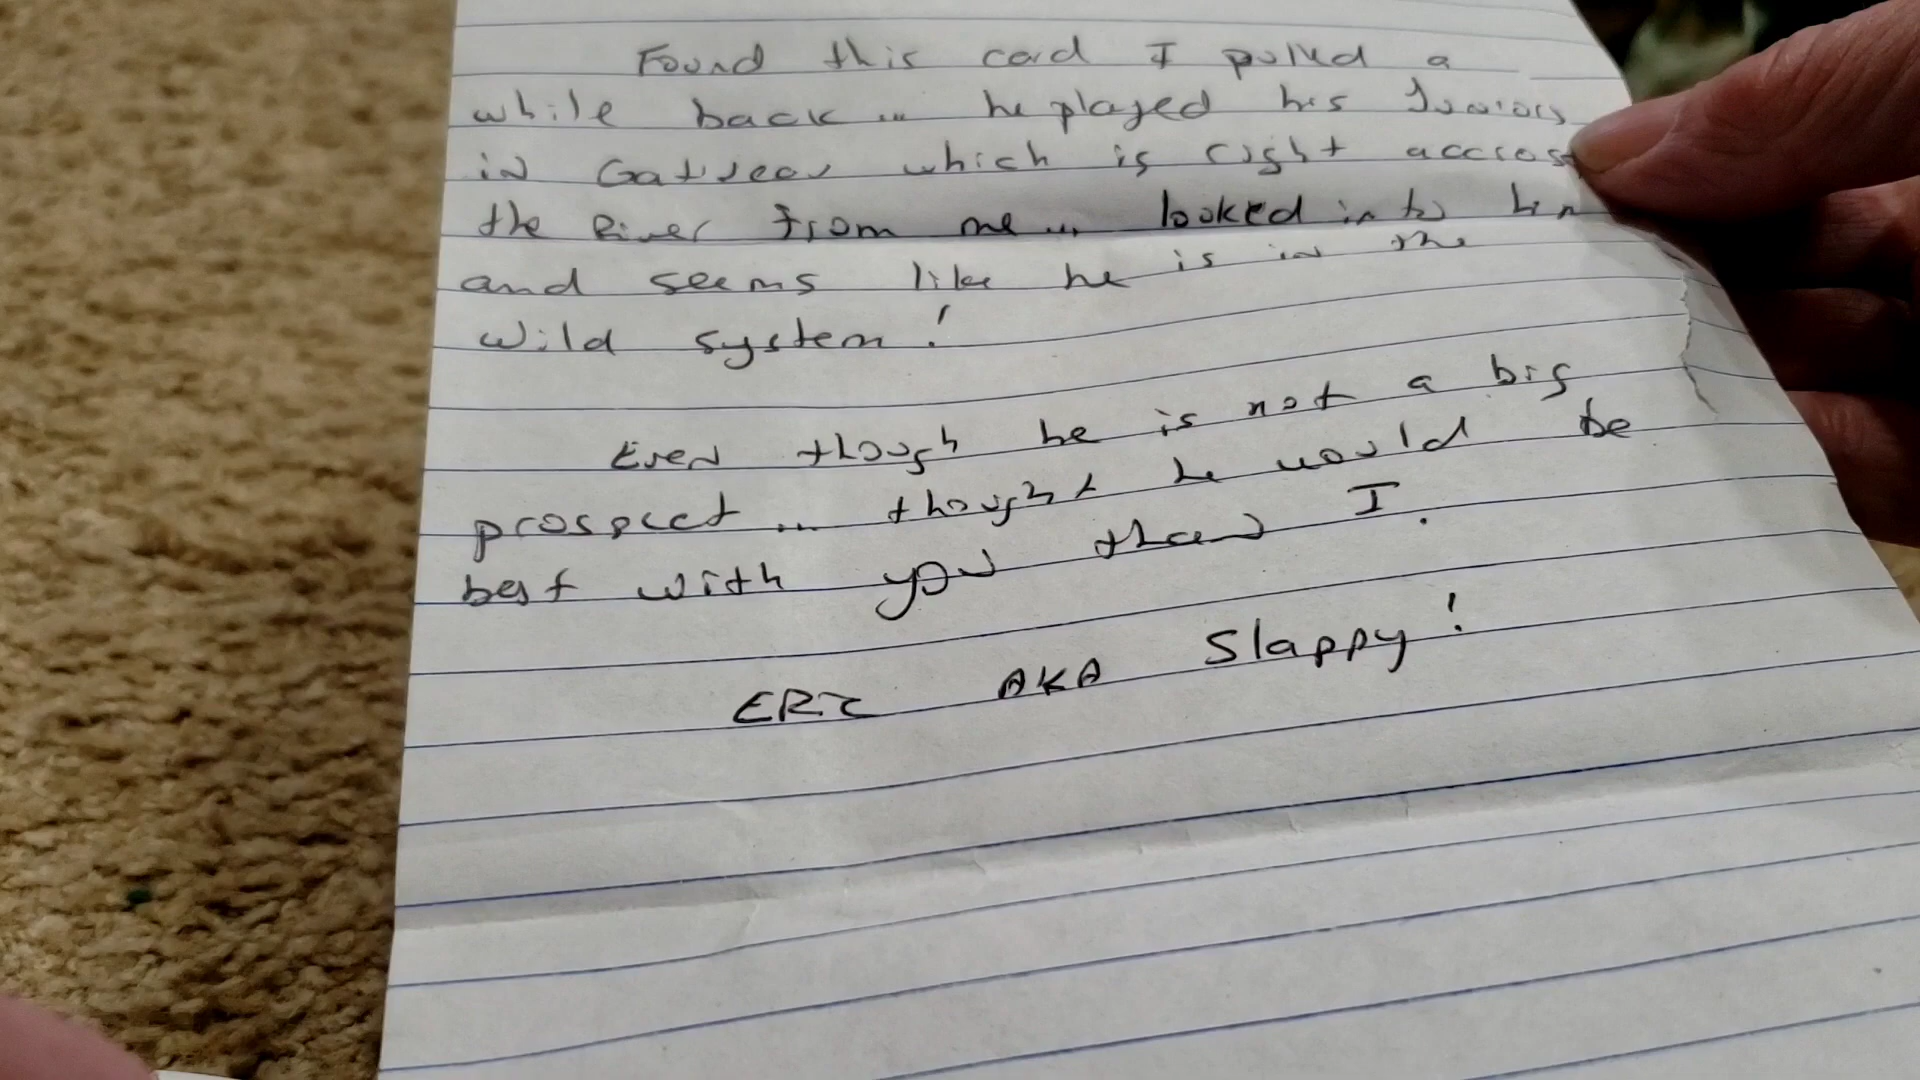 Found this card I pulled a
while back ... he played his Juniors
in Gatineau which is right accross
the River from me ... looked into him
and seems like he is in the
Wild system!
Even though he is not a big
prospect ... thought he would be
best with you than I.
ERIC AKA Slappy!